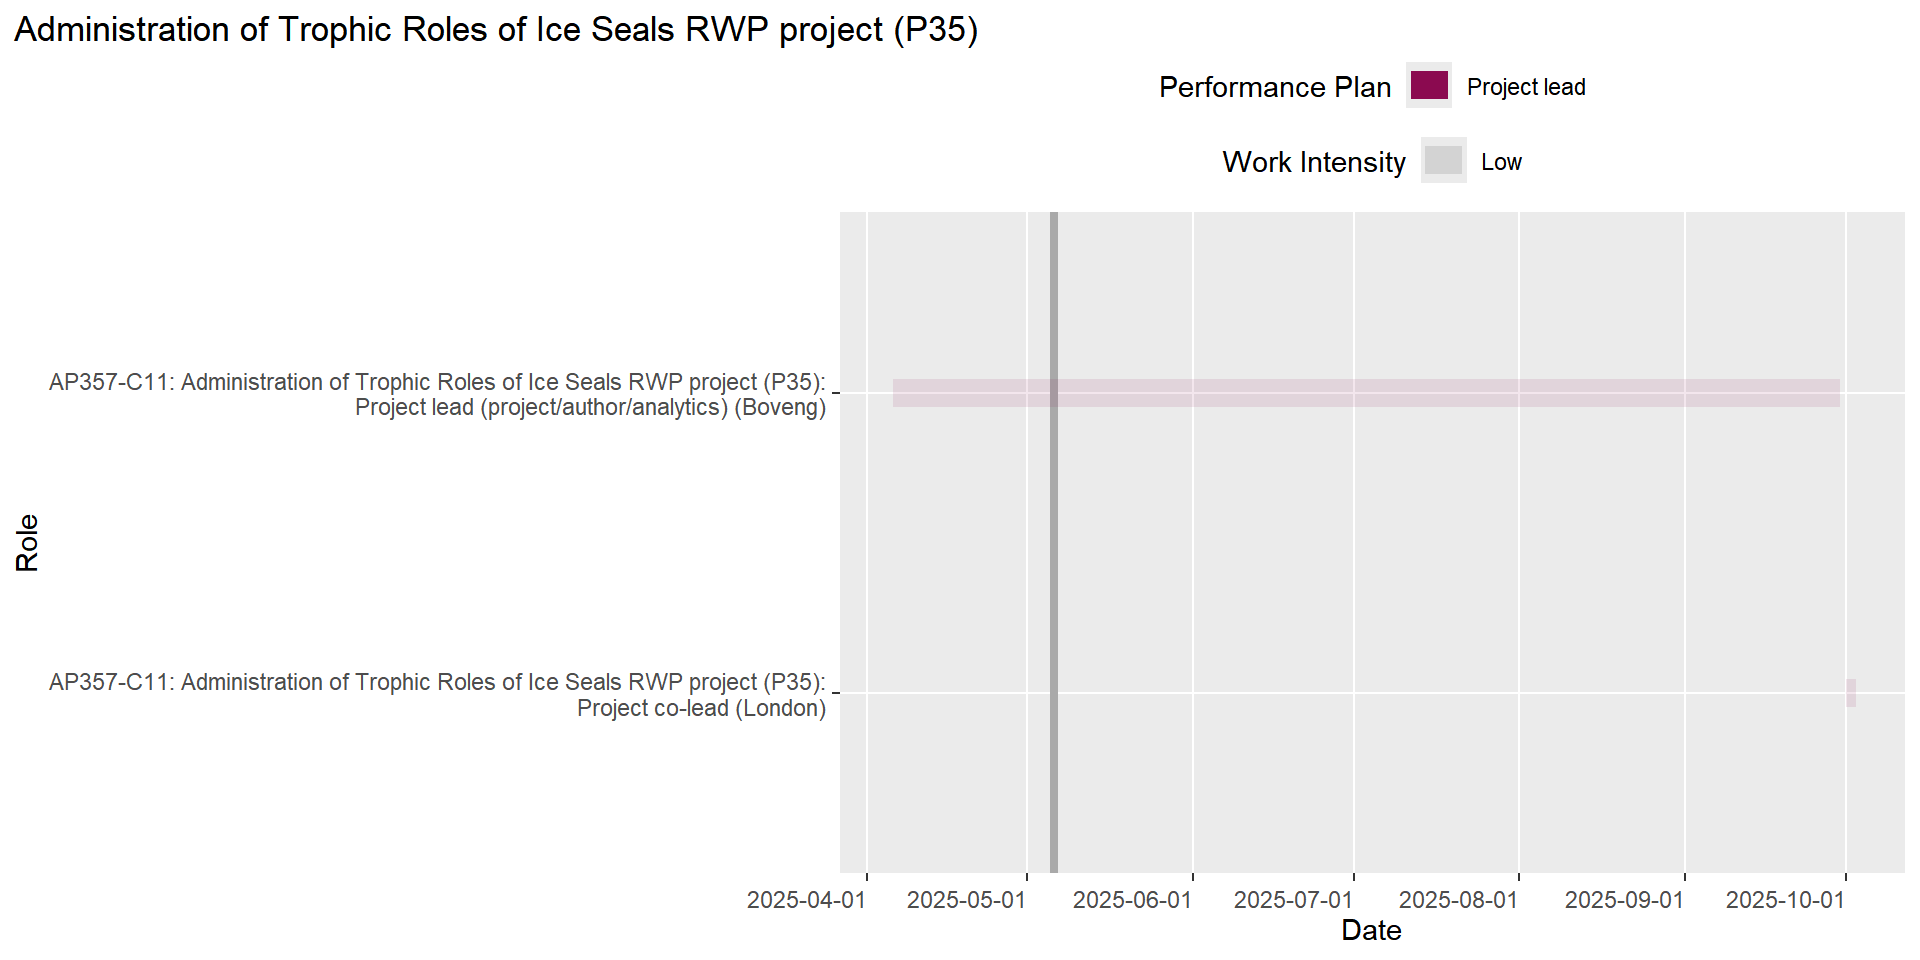 Administration of Trophic Roles of Ice Seals RWP project (P35)
Performance Plan
Project lead
Work Intensity
Low
AP357-C11: Administration of Trophic Roles of Ice Seals RWP project (P35):
Project lead (project/author/analytics) (Boveng)
Role
AP357-C11: Administration of Trophic Roles of Ice Seals RWP project (P35):
Project co-lead (London)
2025-04-01
2025-05-01
2025-06-01
2025-07-01
2025-08-01
2025-09-01
2025-10-01
Date